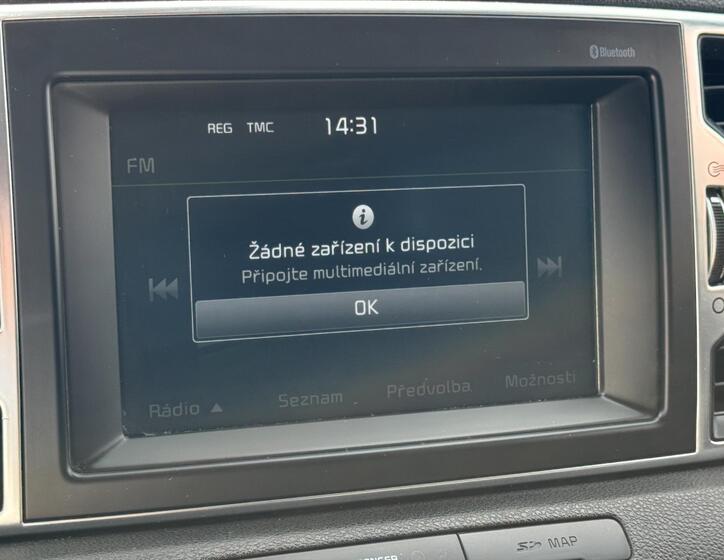 Bluetooth
REG TMC 14:31
FM
i
Žádné zařízení k dispozici
Připojte multimediální zařízení.
OK
Rádio ▲ Seznam Předvolba Možnosti
MAP